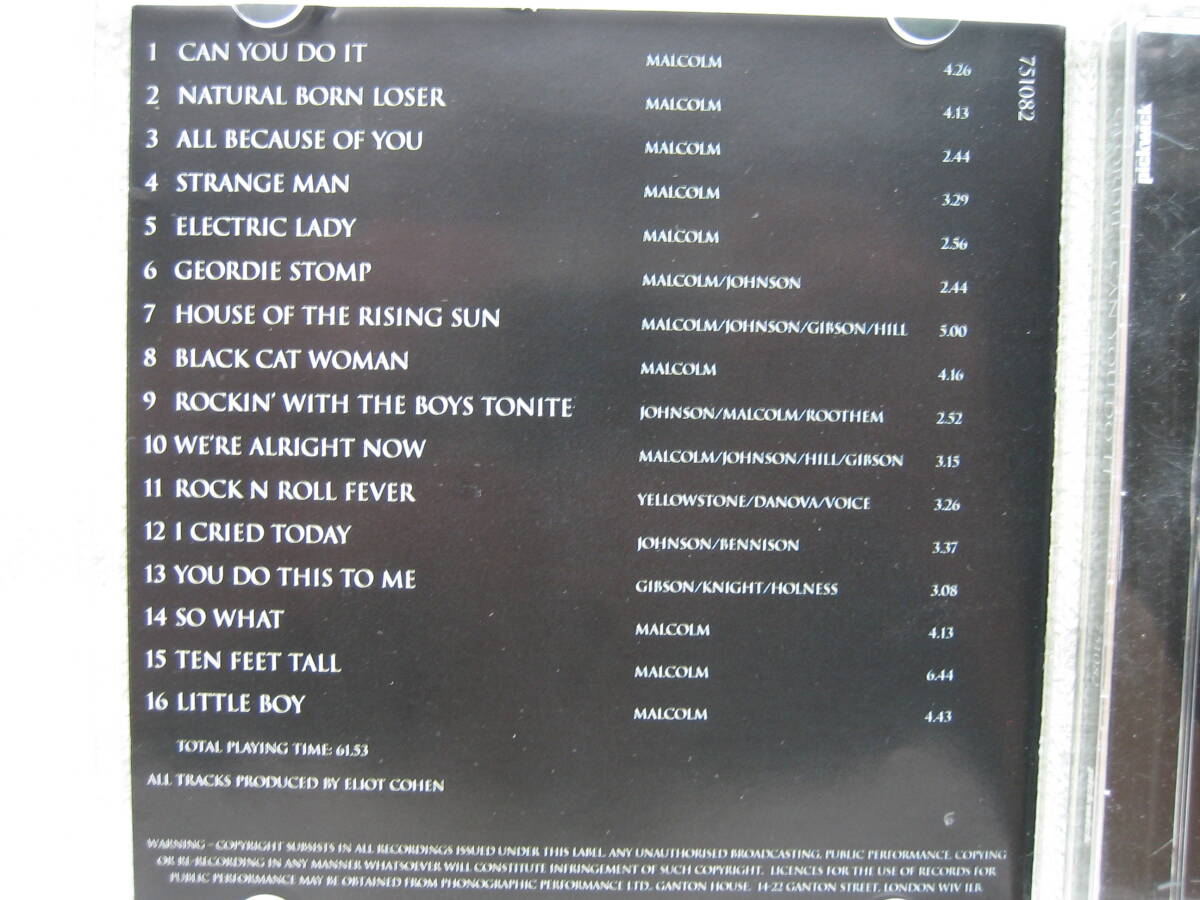 1 CAN YOU DO IT MALCOLM 4.26
2 NATURAL BORN LOSER MALCOLM 4.13
3 ALL BECAUSE OF YOU MALCOLM 2.44
4 STRANGE MAN MALCOLM 3.29
5 ELECTRIC LADY MALCOLM 2.56
6 GEORDIE STOMP MALCOLM/JOHNSON 2.44
7 HOUSE OF THE RISING SUN MALCOLM/JOHNSON/GIBSON/HILL 5.00
8 BLACK CAT WOMAN MALCOLM 4.16
9 ROCKIN' WITH THE BOYS TONITE JOHNSON/MALCOLM/ROOTHEM 2.52
10 WE'RE ALRIGHT NOW MALCOLM/JOHNSON/HILL/GIBSON 3.15
11 ROCK N ROLL FEVER YELLOWSTONE/DANOVA/VOICE 3.26
12 I CRIED TODAY JOHNSON/BENNISON 3.37
13 YOU DO THIS TO ME GIBSON/KNIGHT/HOLNESS 3.08
14 SO WHAT MALCOLM 4.13
15 TEN FEET TALL MALCOLM 6.44
16 LITTLE BOY MALCOLM 4.43
TOTAL PLAYING TIME: 61.53
ALL TRACKS PRODUCED BY ELIOT COHEN
6
WARNING – COPYRIGHT SUBSISTS IN ALL RECORDINGS ISSUED UNDER THIS LABEL. ANY UNAUTHORISED BROADCASTING, PUBLIC PERFORMANCE, COPYING
OR RE-RECORDING IN ANY MANNER WHATSOEVER WILL CONSTITUTE INFRINGEMENT OF SUCH COPYRIGHT. LICENCES FOR THE USE OF RECORDS FOR
PUBLIC PERFORMANCE MAY BE OBTAINED FROM PHONOGRAPHIC PERFORMANCE LTD., GANTON HOUSE, 14-22 GANTON STREET, LONDON W1V 1LB.
751082
pickwick